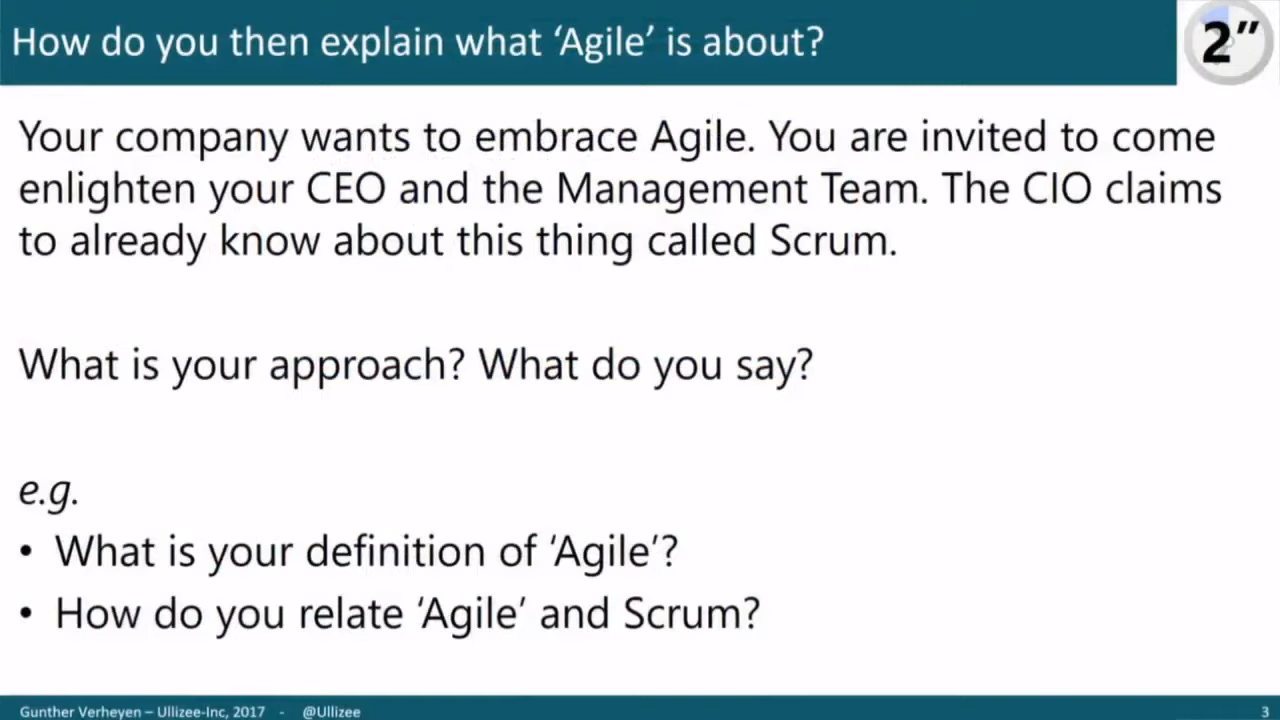 How do you then explain what ‘Agile’ is about?
2”
Your company wants to embrace Agile. You are invited to come
enlighten your CEO and the Management Team. The CIO claims
to already know about this thing called Scrum.
What is your approach? What do you say?
e.g.
• What is your definition of ‘Agile’?
• How do you relate ‘Agile’ and Scrum?
Gunther Verheyen – Ullizee-Inc, 2017 - @Ullizee
3